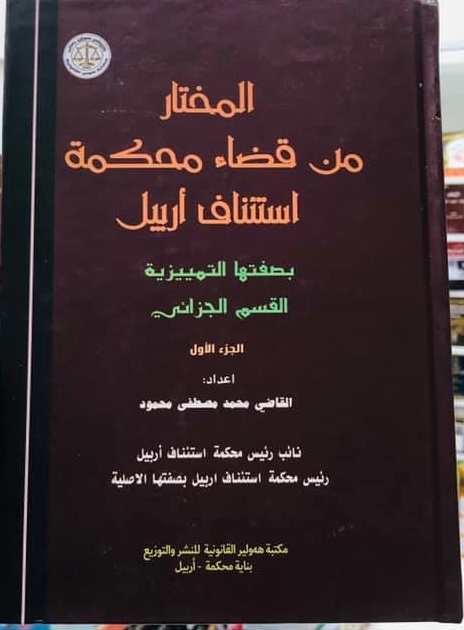 المختار
من قضاء محكمة
استئناف أربيل
بصفتها التمييزية
القسم الجزائي
الجزء الأول
اعداد:
القاضي محمد مصطفى محمود
نائب رئيس محكمة استئناف أربيل
رئيس محكمة استئناف اربيل بصفتها الاصلية
مكتبة هەولير القانونية للنشر والتوزيع
بناية محكمة - أربيل